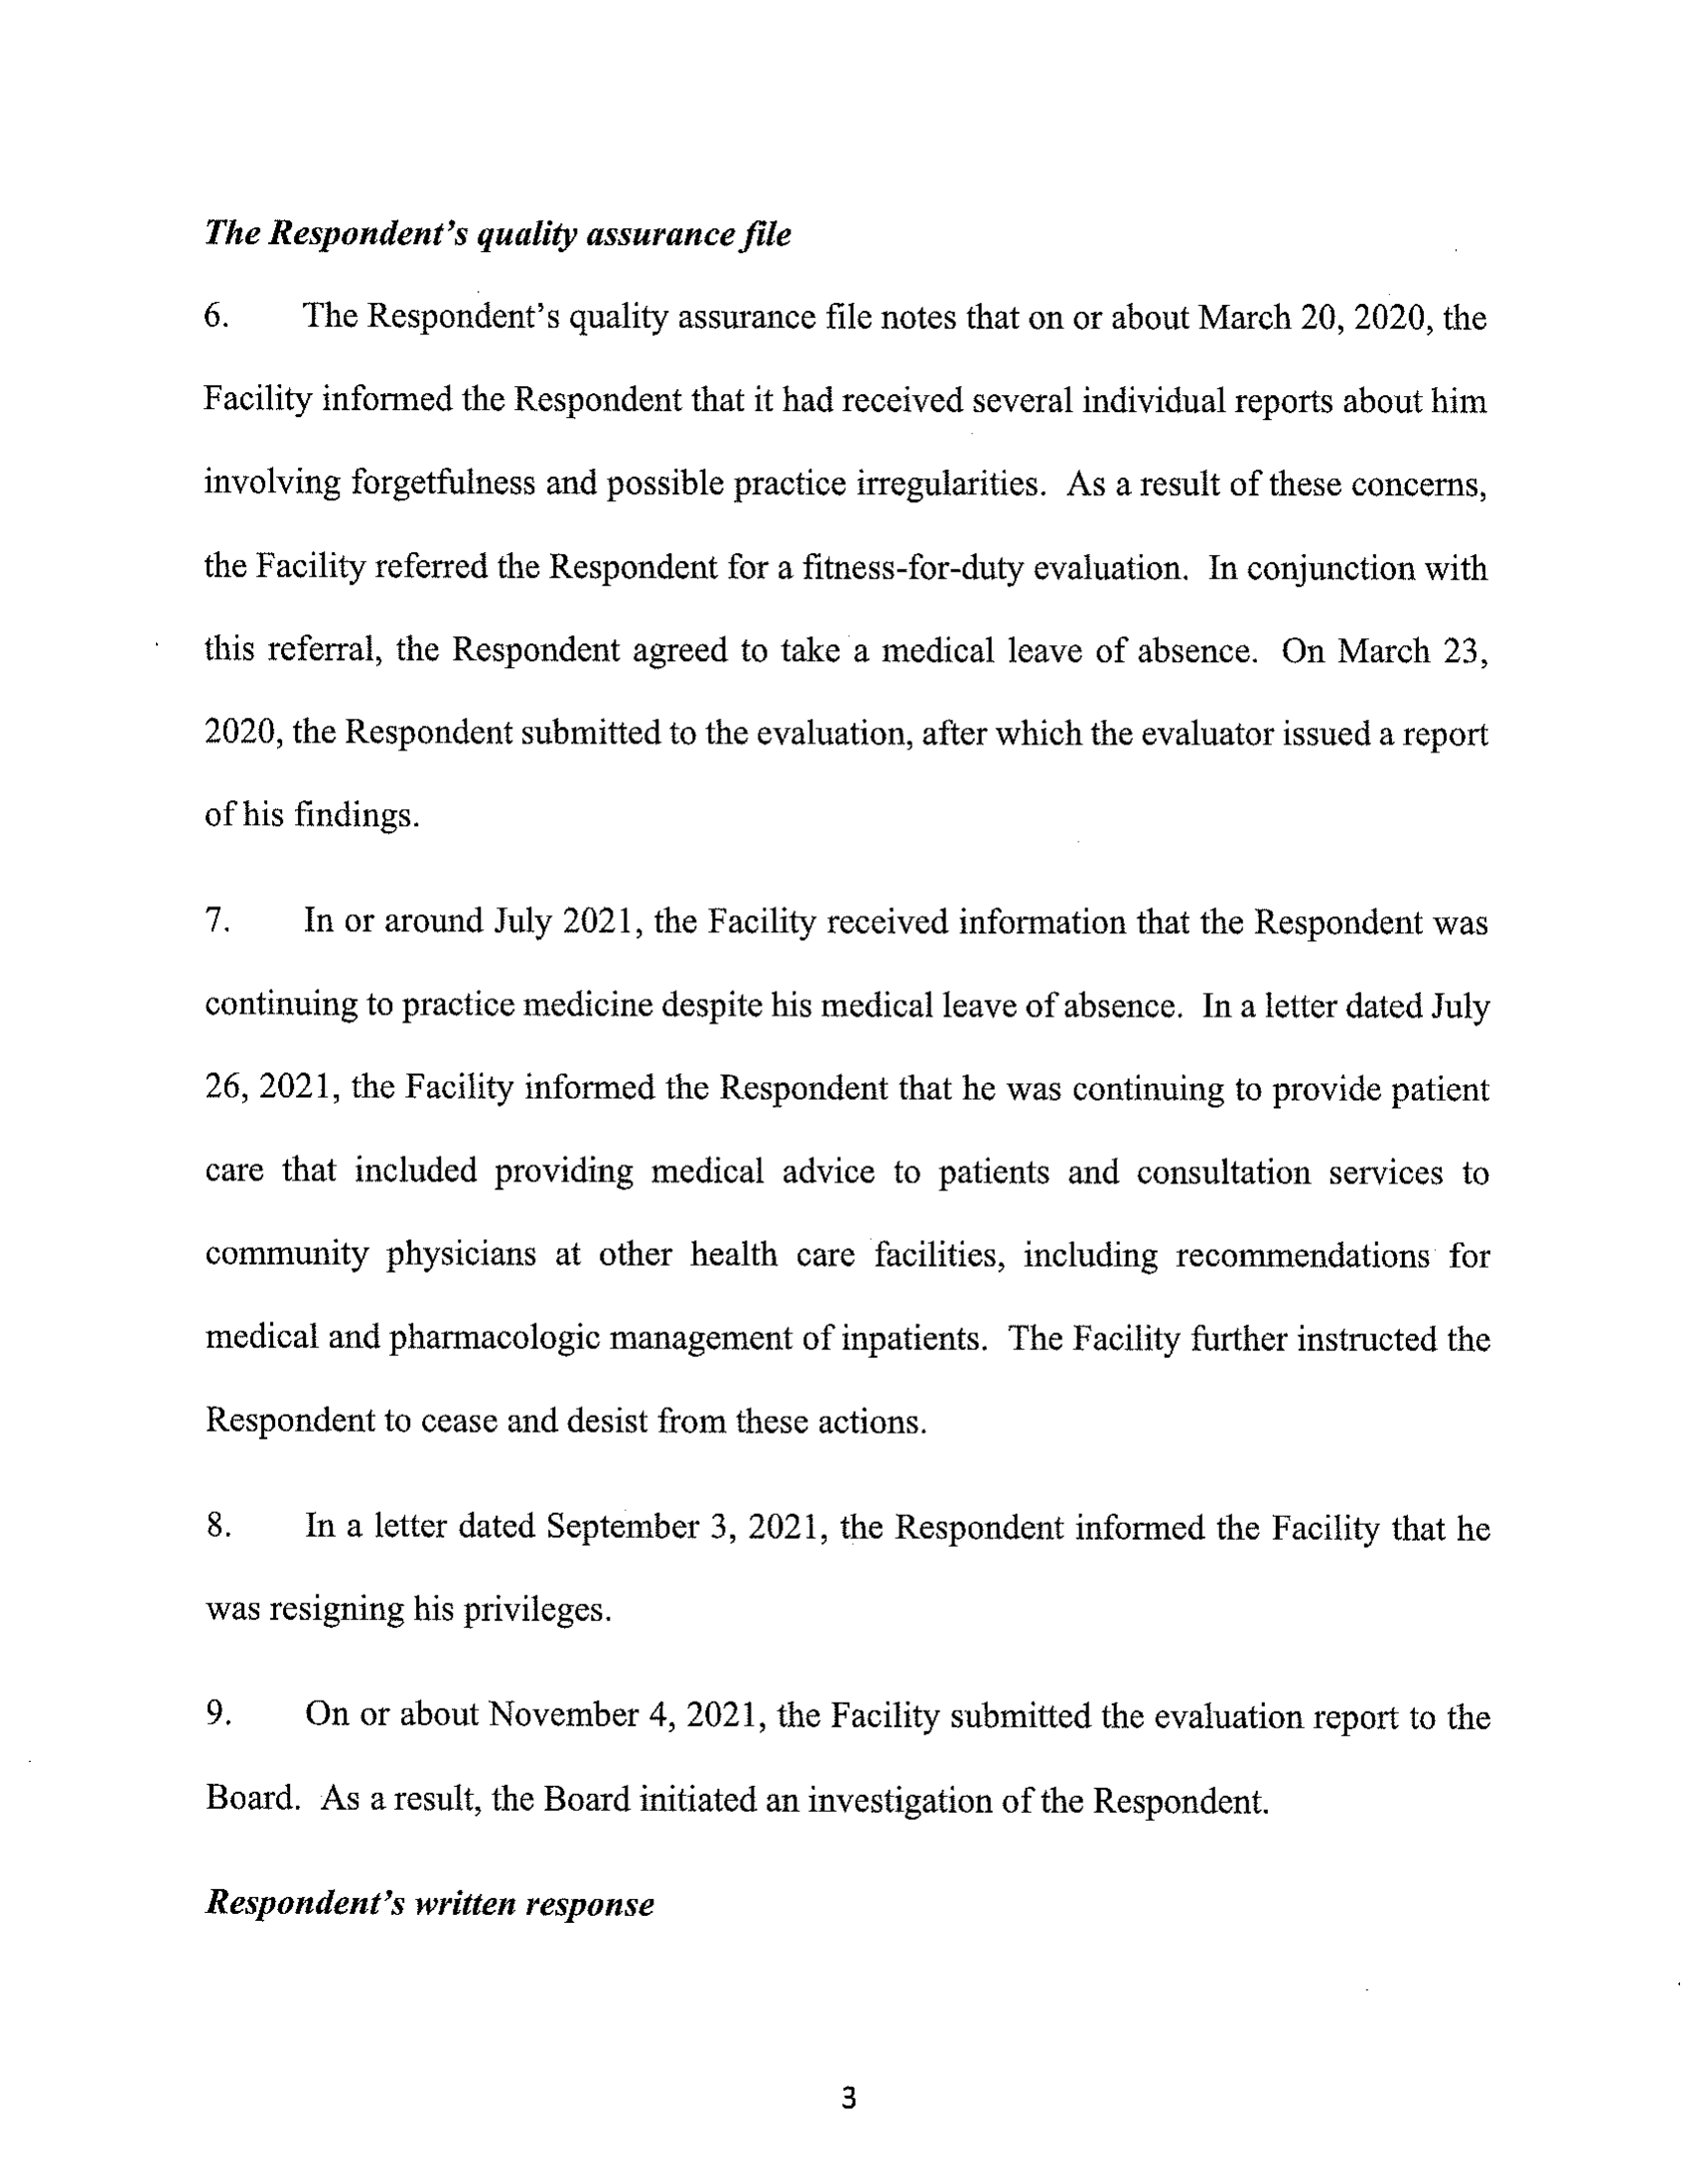 The Respondent's quality assurance file
6. The Respondent's quality assurance file notes that on or about March 20, 2020, the
Facility informed the Respondent that it had received several individual reports about him
involving forgetfulness and possible practice irregularities. As a result of these concerns,
the Facility referred the Respondent for a fitness-for-duty evaluation. In conjunction with
this referral, the Respondent agreed to take a medical leave of absence. On March 23,
2020, the Respondent submitted to the evaluation, after which the evaluator issued a report
of his findings.
7. In or around July 2021, the Facility received information that the Respondent was
continuing to practice medicine despite his medical leave of absence. In a letter dated July
26, 2021, the Facility informed the Respondent that he was continuing to provide patient
care that included providing medical advice to patients and consultation services to
community physicians at other health care facilities, including recommendations for
medical and pharmacologic management of inpatients. The Facility further instructed the
Respondent to cease and desist from these actions.
8. In a letter dated September 3, 2021, the Respondent informed the Facility that he
was resigning his privileges.
9. On or about November 4, 2021, the Facility submitted the evaluation report to the
Board. As a result, the Board initiated an investigation of the Respondent.
Respondent's written response
3